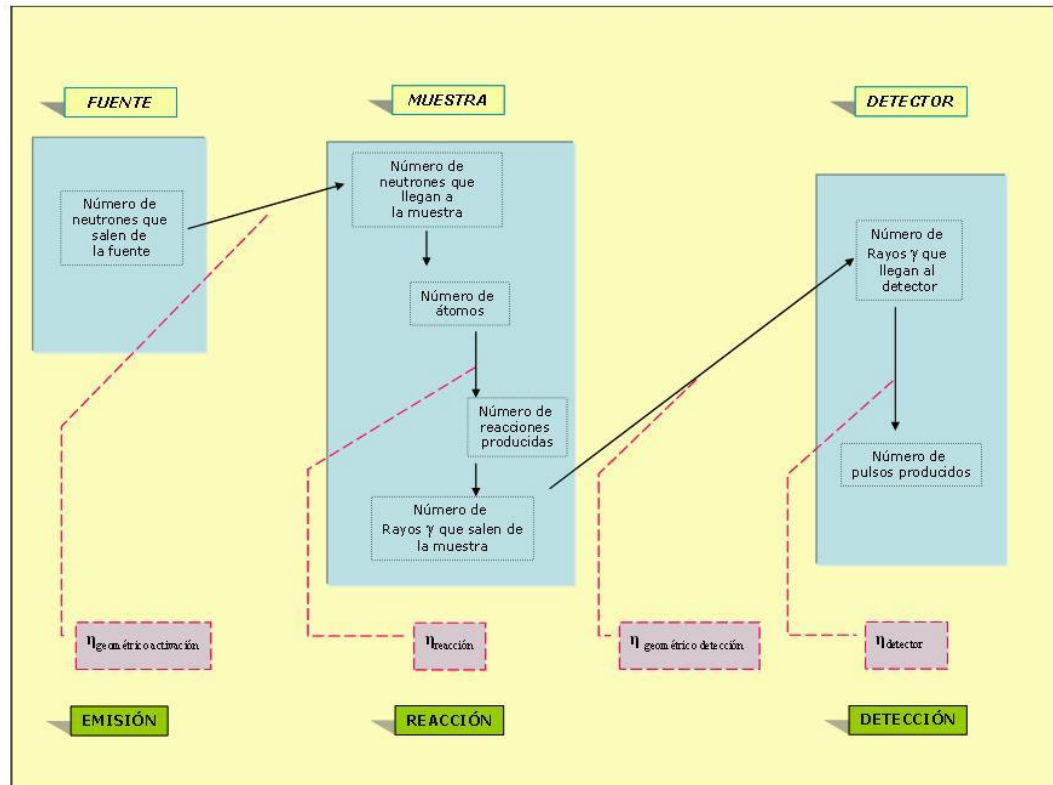 FUENTE
MUESTRA
DETECTOR
Número de
neutrones que
salen de
la fuente
Número de
neutrones que
llegan a
la muestra
Número de
átomos
Número de
reacciones
producidas
Número de
Rayos γ que salen de
la muestra
Número de
Rayos γ que
llegan al
detector
Número de
pulsos producidos
ηgeométrico activación
ηreacción
η geométrico detección
ηdetector
EMISIÓN
REACCIÓN
DETECCIÓN